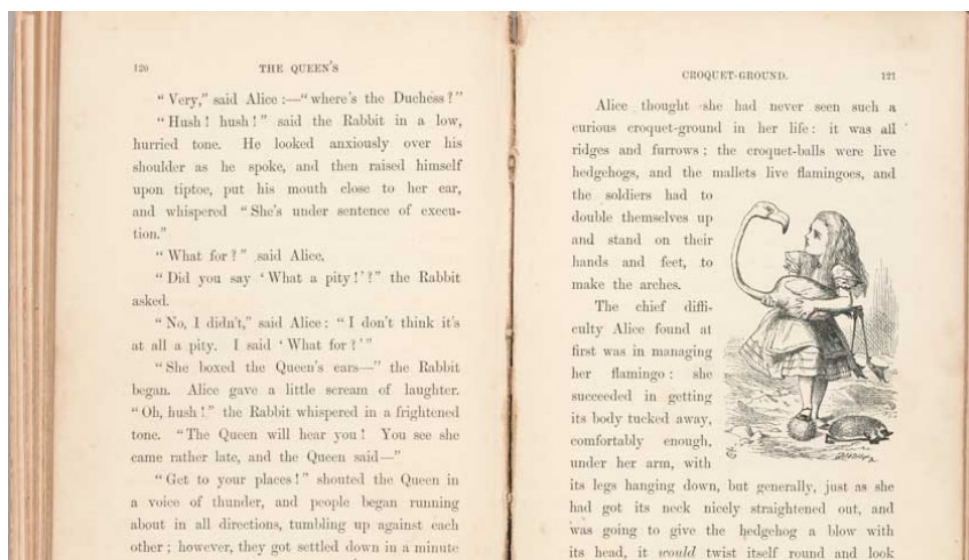 120
THE QUEEN'S
“ Very,” said Alice :—“ where's the Duchess ? ”
“ Hush ! hush ! ” said the Rabbit in a low,
hurried tone. He looked anxiously over his
shoulder as he spoke, and then raised himself
upon tiptoe, put his mouth close to her ear,
and whispered “ She's under sentence of execu-
tion.”
“ What for ? ” said Alice.
“ Did you say ‘ What a pity ! ’ ? ” the Rabbit
asked.
“ No, I didn't,” said Alice : “ I don't think it's
at all a pity. I said ‘ What for ? ’ ”
“ She boxed the Queen's ears—” the Rabbit
began. Alice gave a little scream of laughter.
“ Oh, hush ! ” the Rabbit whispered in a frightened
tone. “ The Queen will hear you ! You see she
came rather late, and the Queen said—”
“ Get to your places ! ” shouted the Queen in
a voice of thunder, and people began running
about in all directions, tumbling up against each
other ; however, they got settled down in a minute
CROQUET-GROUND.
121
Alice thought she had never seen such a
curious croquet-ground in her life : it was all
ridges and furrows ; the croquet-balls were live
hedgehogs, and the mallets live flamingoes, and
the soldiers had to
double themselves up
and stand on their
hands and feet, to
make the arches.
The chief diffi-
culty Alice found at
first was in managing
her flamingo : she
succeeded in getting
its body tucked away,
comfortably enough,
under her arm, with
its legs hanging down, but generally, just as she
had got its neck nicely straightened out, and
was going to give the hedgehog a blow with
its head, it would twist itself round and look